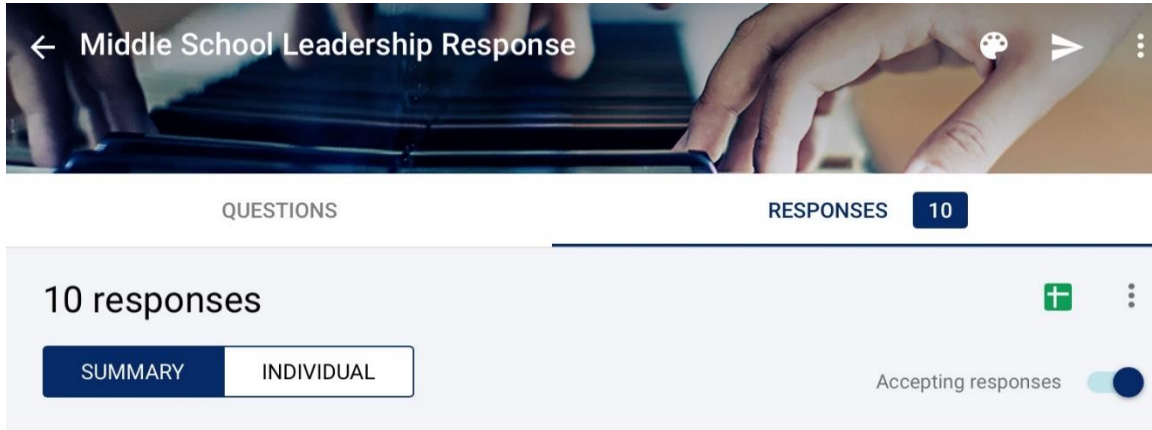 Middle School Leadership Response
QUESTIONS
RESPONSES 10
10 responses
SUMMARY INDIVIDUAL
Accepting responses